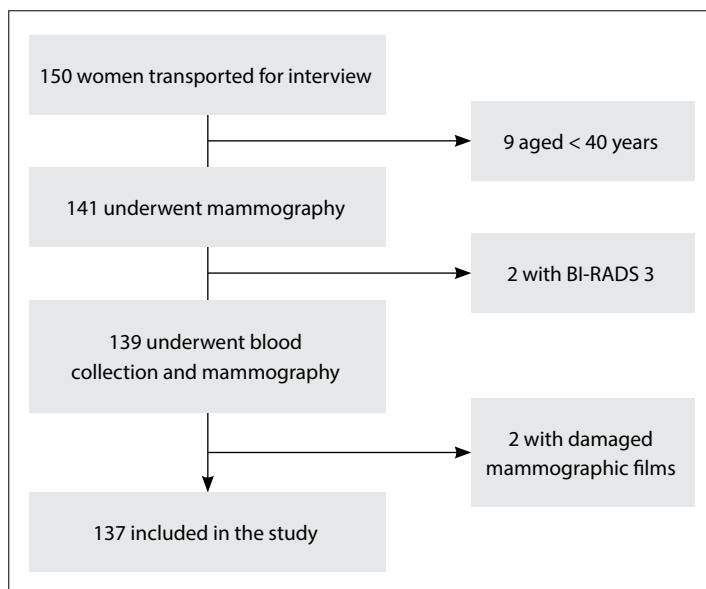 150 women transported for interview
9 aged < 40 years
141 underwent mammography
2 with BI-RADS 3
139 underwent blood
collection and mammography
2 with damaged
mammographic films
137 included in the study